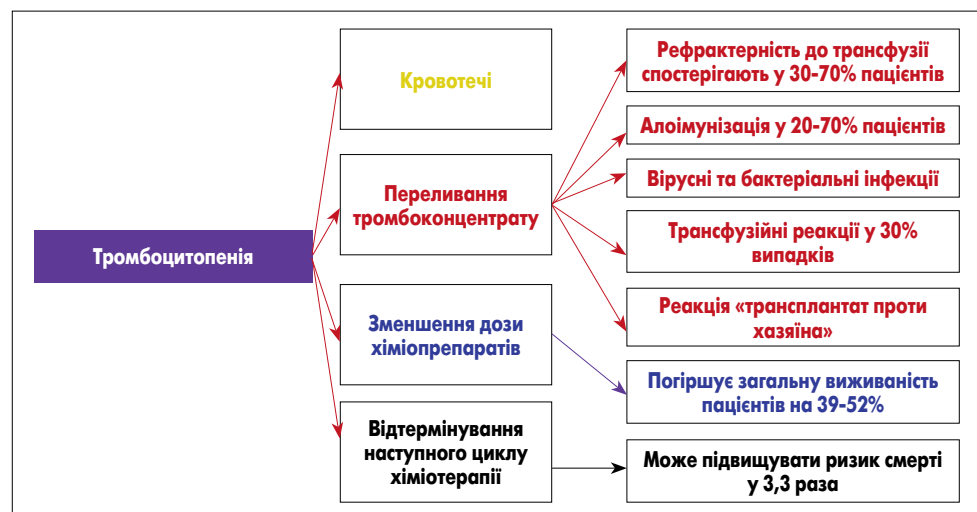 Тромбоцитопенія
Кровотечі
Переливання
тромбоконцентрату
Зменшення дози
хіміопрепаратів
Відтермінування
наступного циклу
хіміотерапії
Рефрактерність до трансфузії
спостерігають у 30-70% пацієнтів
Алоімунізація у 20-70% пацієнтів
Вірусні та бактеріальні інфекції
Трансфузійні реакції у 30%
випадків
Реакція «трансплантат проти
хазяїна»
Погіршує загальну виживаність
пацієнтів на 39-52%
Може підвищувати ризик смерті
у 3,3 раза